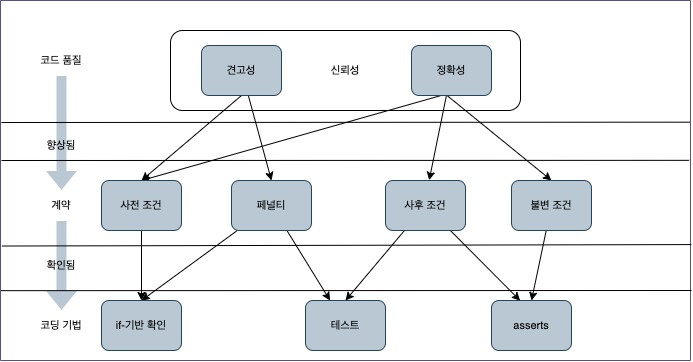 코드 품질
견고성
신뢰성
정확성
향상됨
계약
사전 조건
페널티
사후 조건
불변 조건
확인됨
코딩 기법
if-기반 확인
테스트
asserts